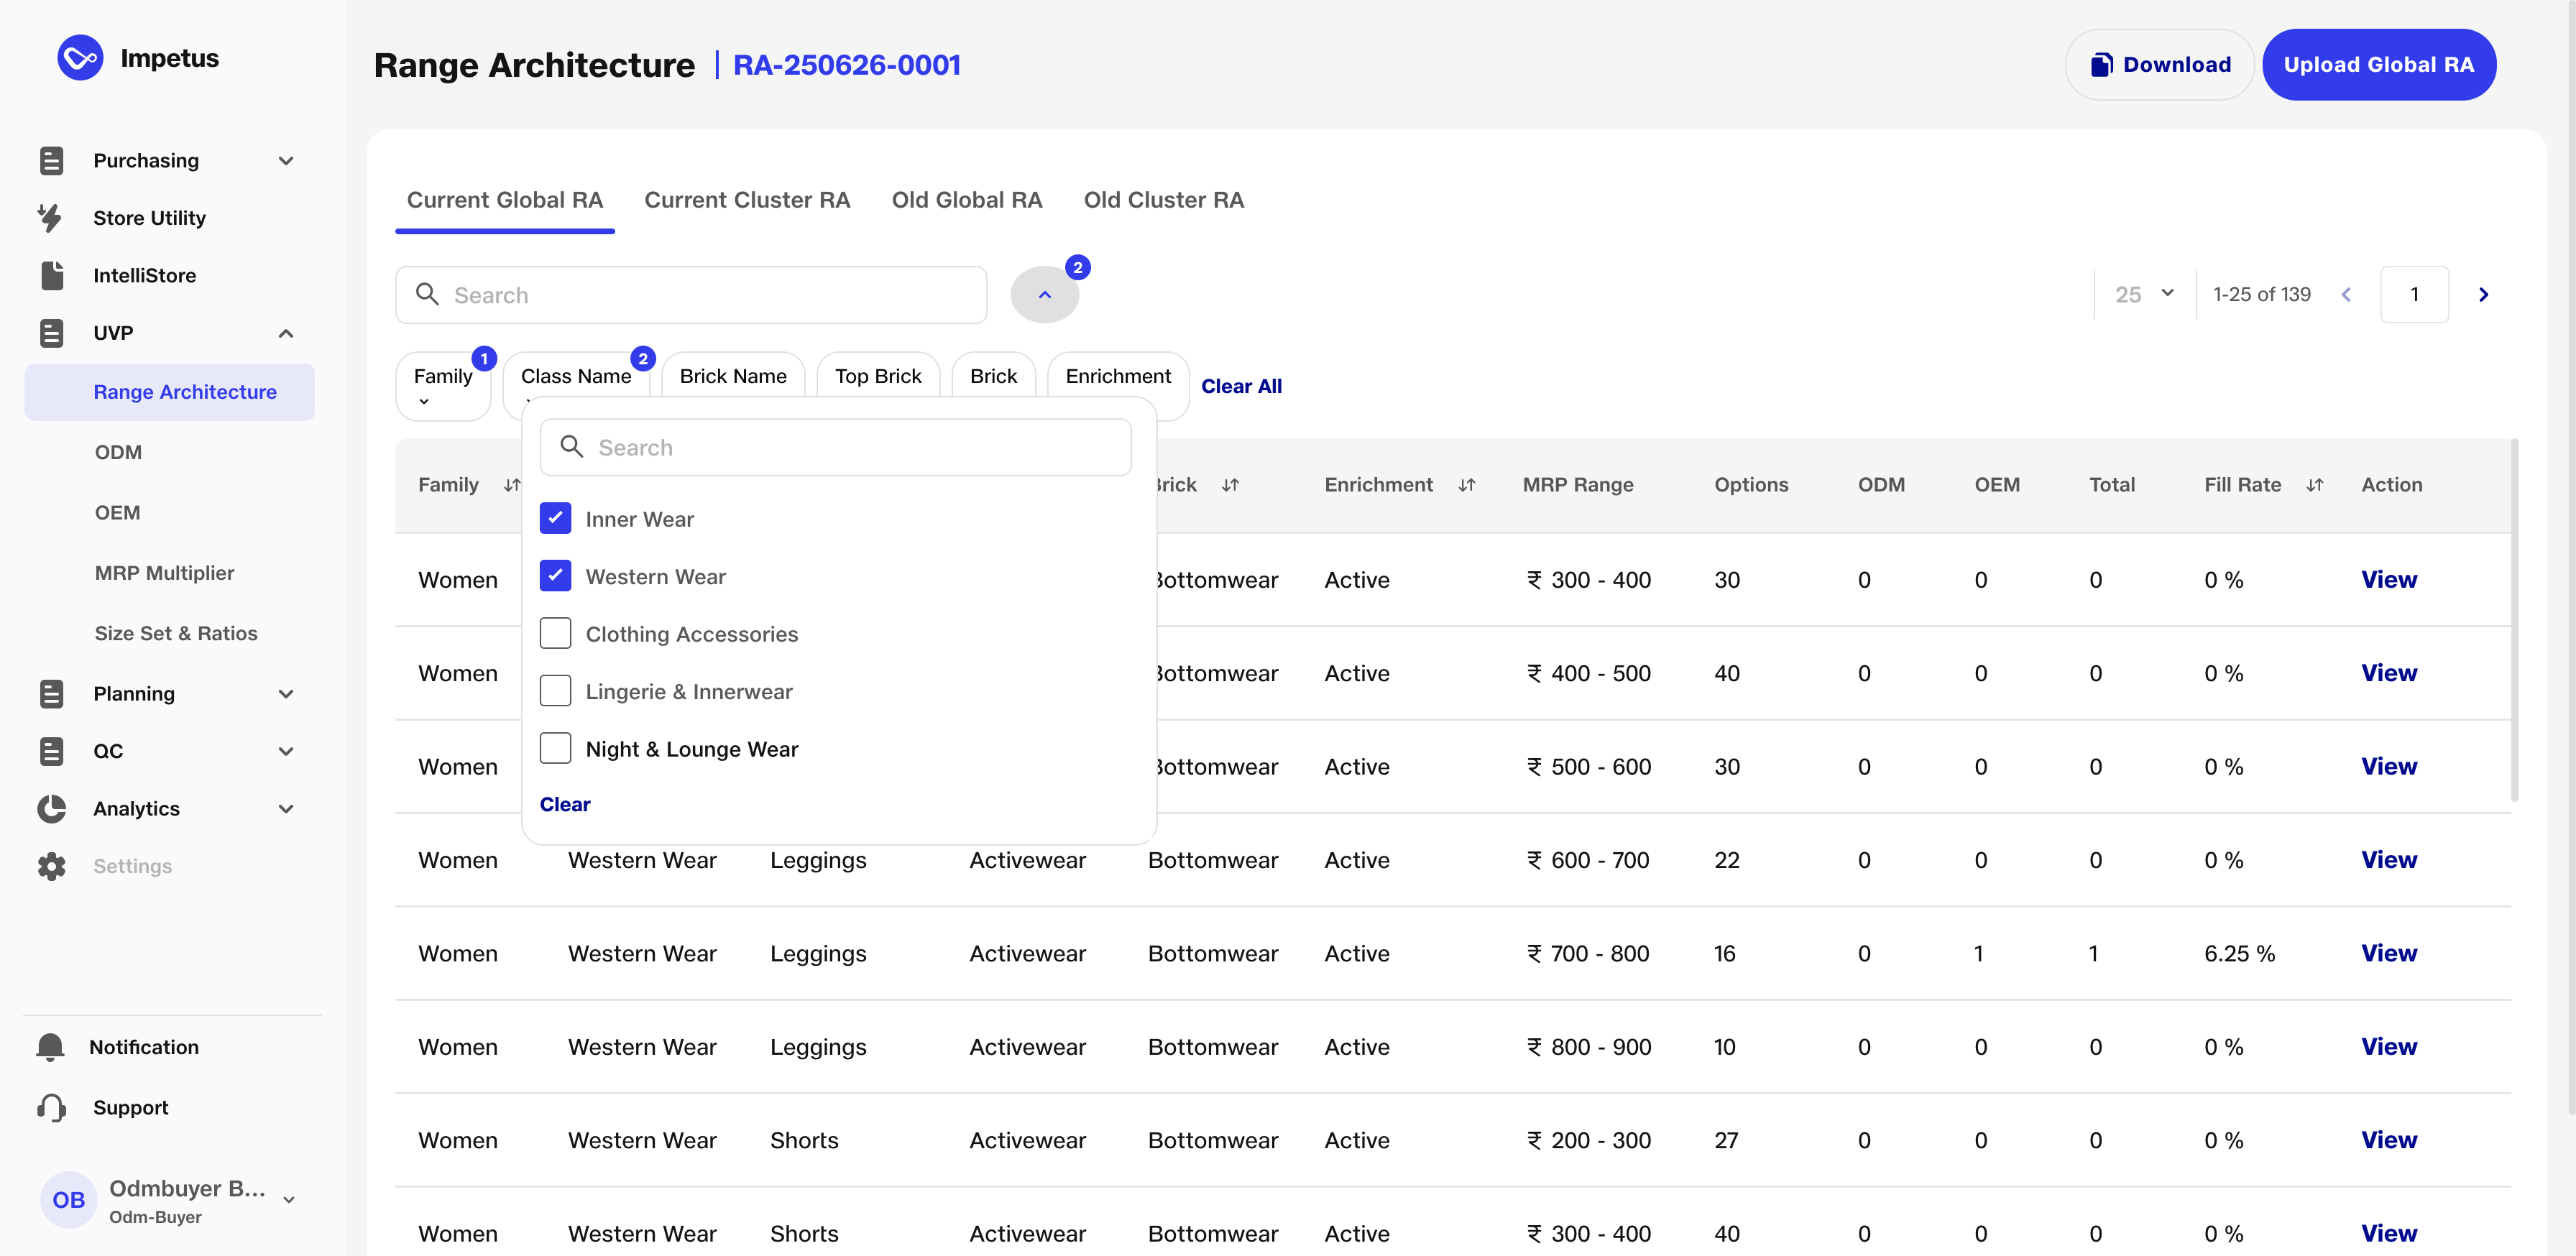 Impetus
Range Architecture | RA-250626-0001
Download
Upload Global RA
Purchasing
Store Utility
IntelliStore
UVP
Range Architecture
ODM
OEM
MRP Multiplier
Size Set & Ratios
Planning
QC
Analytics
Settings
Notification
Support
OB
Odmbuyer B...
Odm-Buyer
Current Global RA Current Cluster RA Old Global RA Old Cluster RA
Search
2
25
1-25 of 139
1
Family 1
Class Name 2
Brick Name
Top Brick
Brick
Enrichment
Clear All
Search
Inner Wear
Western Wear
Clothing Accessories
Lingerie & Innerwear
Night & Lounge Wear
Clear
Family Brick Enrichment MRP Range Options ODM OEM Total Fill Rate Action
Women Bottomwear Active ₹ 300 - 400 30 0 0 0 0 % View
Women Bottomwear Active ₹ 400 - 500 40 0 0 0 0 % View
Women Bottomwear Active ₹ 500 - 600 30 0 0 0 0 % View
Women Western Wear Leggings Activewear Bottomwear Active ₹ 600 - 700 22 0 0 0 0 % View
Women Western Wear Leggings Activewear Bottomwear Active ₹ 700 - 800 16 0 1 1 6.25 % View
Women Western Wear Leggings Activewear Bottomwear Active ₹ 800 - 900 10 0 0 0 0 % View
Women Western Wear Shorts Activewear Bottomwear Active ₹ 200 - 300 27 0 0 0 0 % View
Women Western Wear Shorts Activewear Bottomwear Active ₹ 300 - 400 40 0 0 0 0 % View